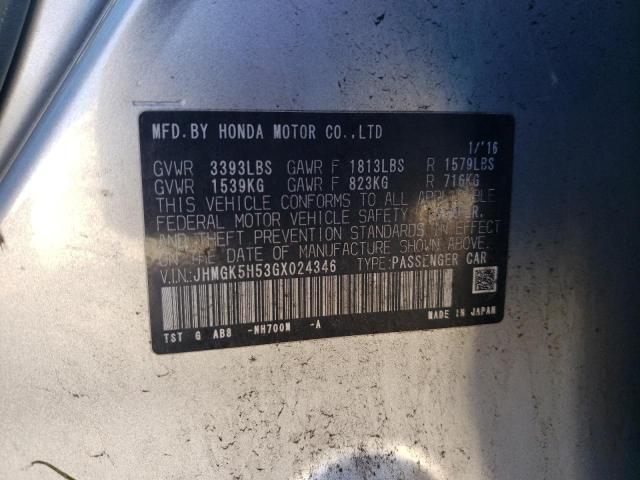 MFD.BY HONDA MOTOR CO.,LTD
1/'16
GVWR 3393LBS GAWR F 1813LBS R 1579LBS
GVWR 1539KG GAWR F 823KG R 716KG
THIS VEHICLE CONFORMS TO ALL APPLICABLE
FEDERAL MOTOR VEHICLE SAFETY
AND THEFT PREVENTION STANDARDS IN EFFECT
ON THE DATE OF MANUFACTURE SHOWN ABOVE.
V.I.N: JHMGK5H53GX024346 TYPE: PASSENGER CAR
TST G AB8 -NH700M -A MADE IN JAPAN